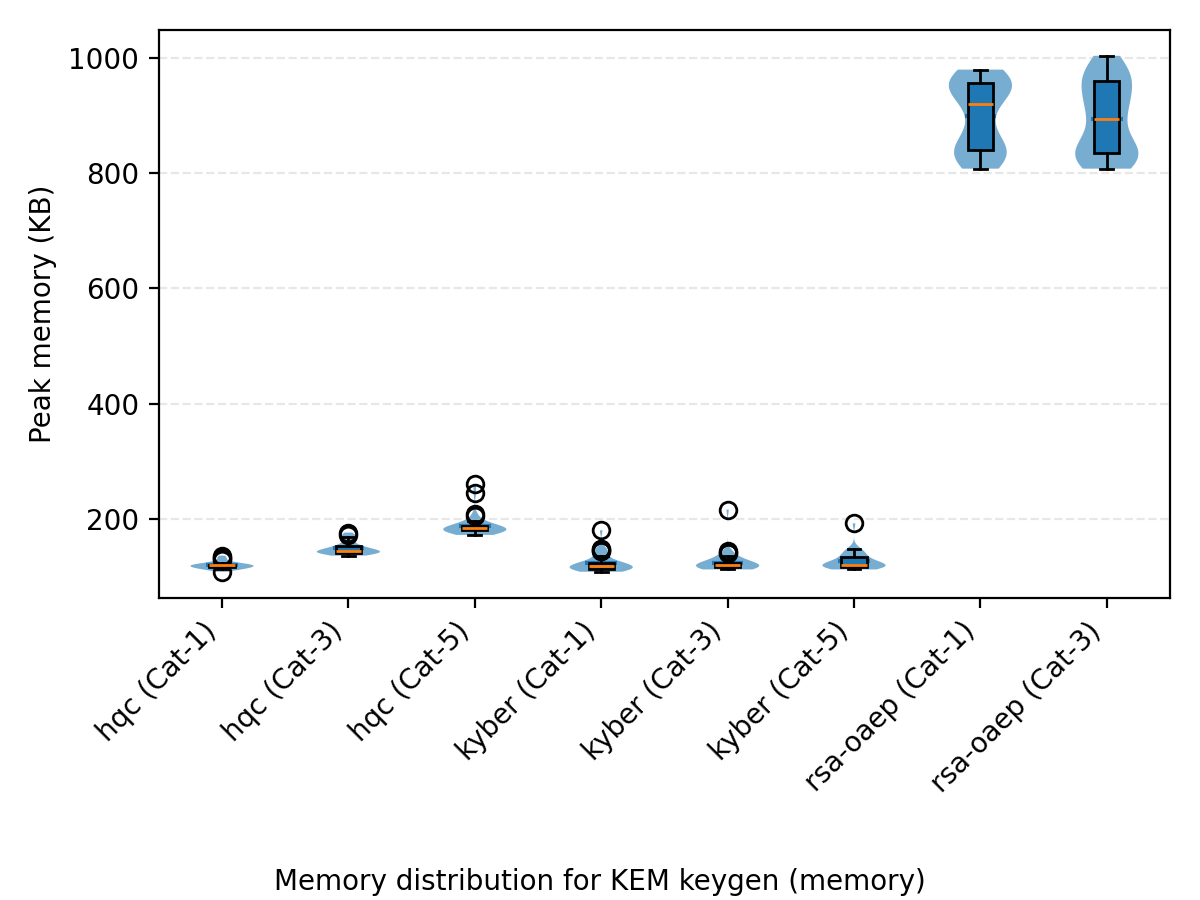 1000
800
600
400
200
Peak memory (KB)
hqc (Cat-1)
hqc (Cat-3)
hqc (Cat-5)
kyber (Cat-1)
kyber (Cat-3)
kyber (Cat-5)
rsa-oaep (Cat-1)
rsa-oaep (Cat-3)
Memory distribution for KEM keygen (memory)